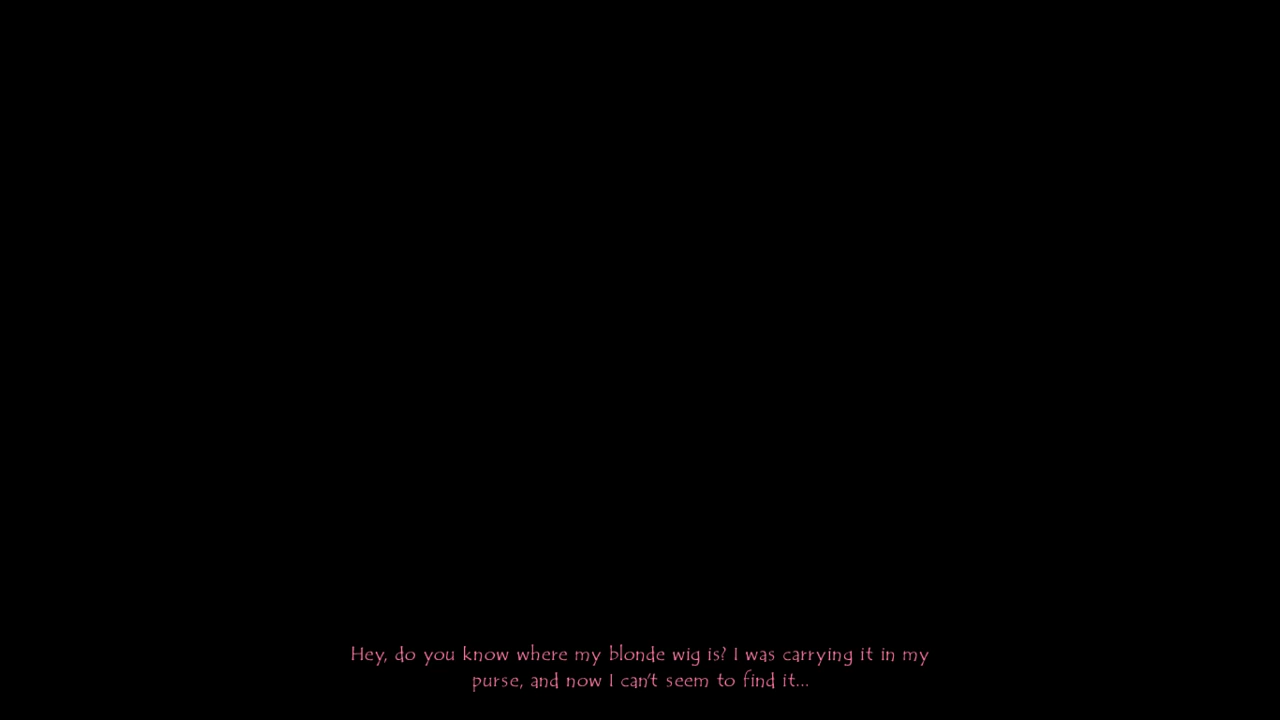 Hey, do you know where my blonde wig is? I was carrying it in my
purse, and now I can't seem to find it...